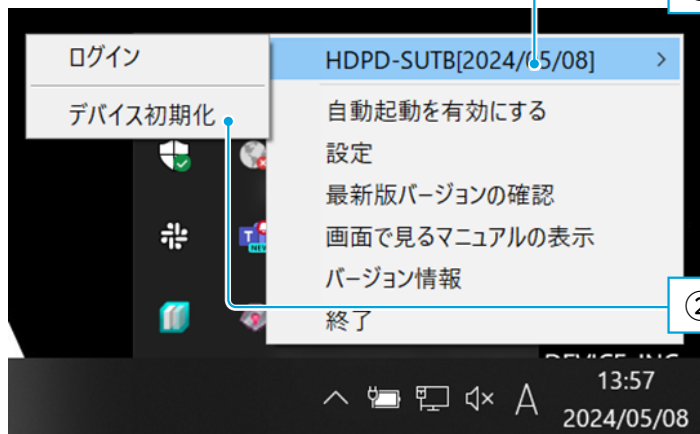 ログイン
デバイス初期化
HDPD-SUTB[2024/05/08]
自動起動を有効にする
設定
最新版バージョンの確認
画面で見るマニュアルの表示
バージョン情報
終了
②
NEW
A
13:57
2024/05/08